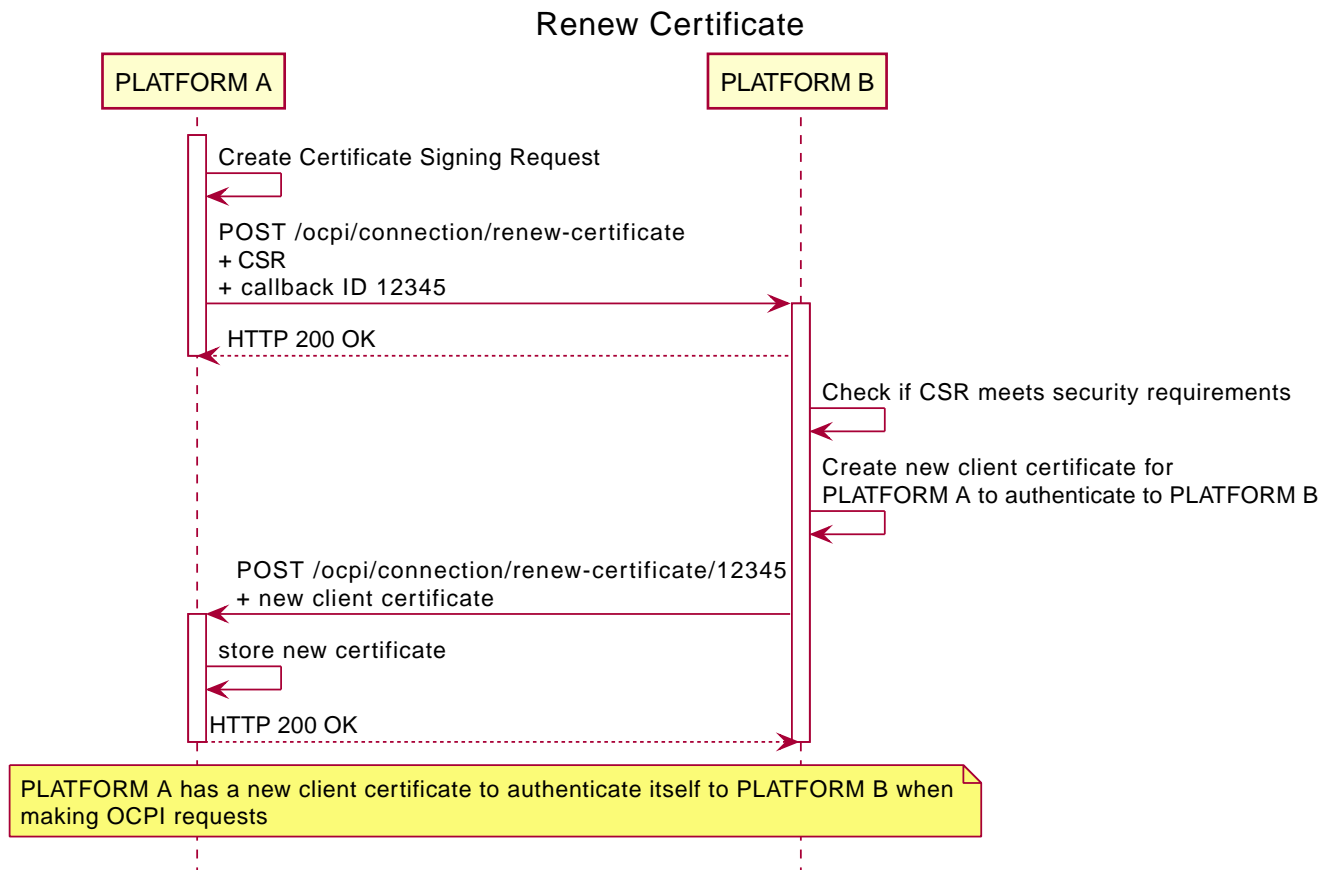 Renew Certificate
PLATFORM A
PLATFORM B
Create Certificate Signing Request
POST /ocpi/connection/renew-certificate
+ CSR
+ callback ID 12345
HTTP 200 OK
Check if CSR meets security requirements
Create new client certificate for
PLATFORM A to authenticate to PLATFORM B
POST /ocpi/connection/renew-certificate/12345
+ new client certificate
store new certificate
HTTP 200 OK
PLATFORM A has a new client certificate to authenticate itself to PLATFORM B when
making OCPI requests